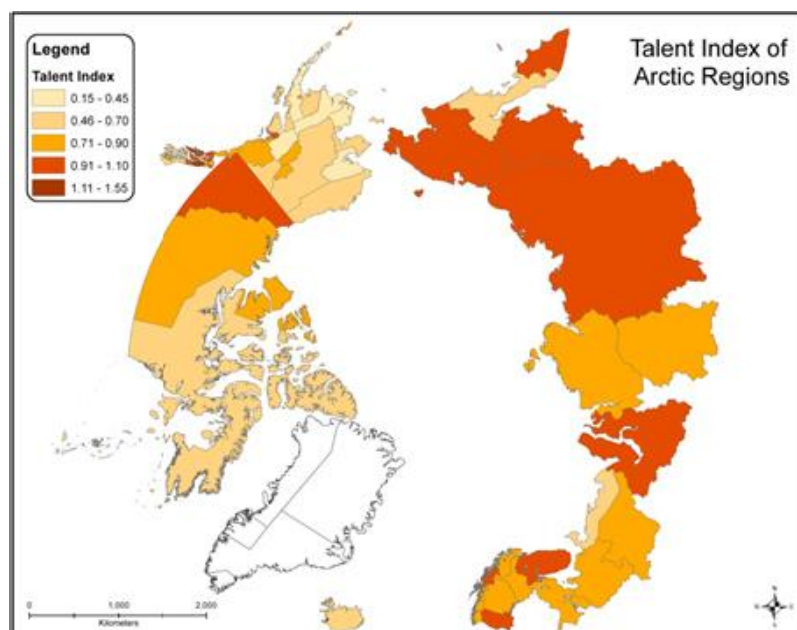 Legend
Talent Index
0.15 - 0.45
0.46 - 0.70
0.71 - 0.90
0.91 - 1.10
1.11 - 1.55
Talent Index of
Arctic Regions
0 1,000 2,000
Kilometers